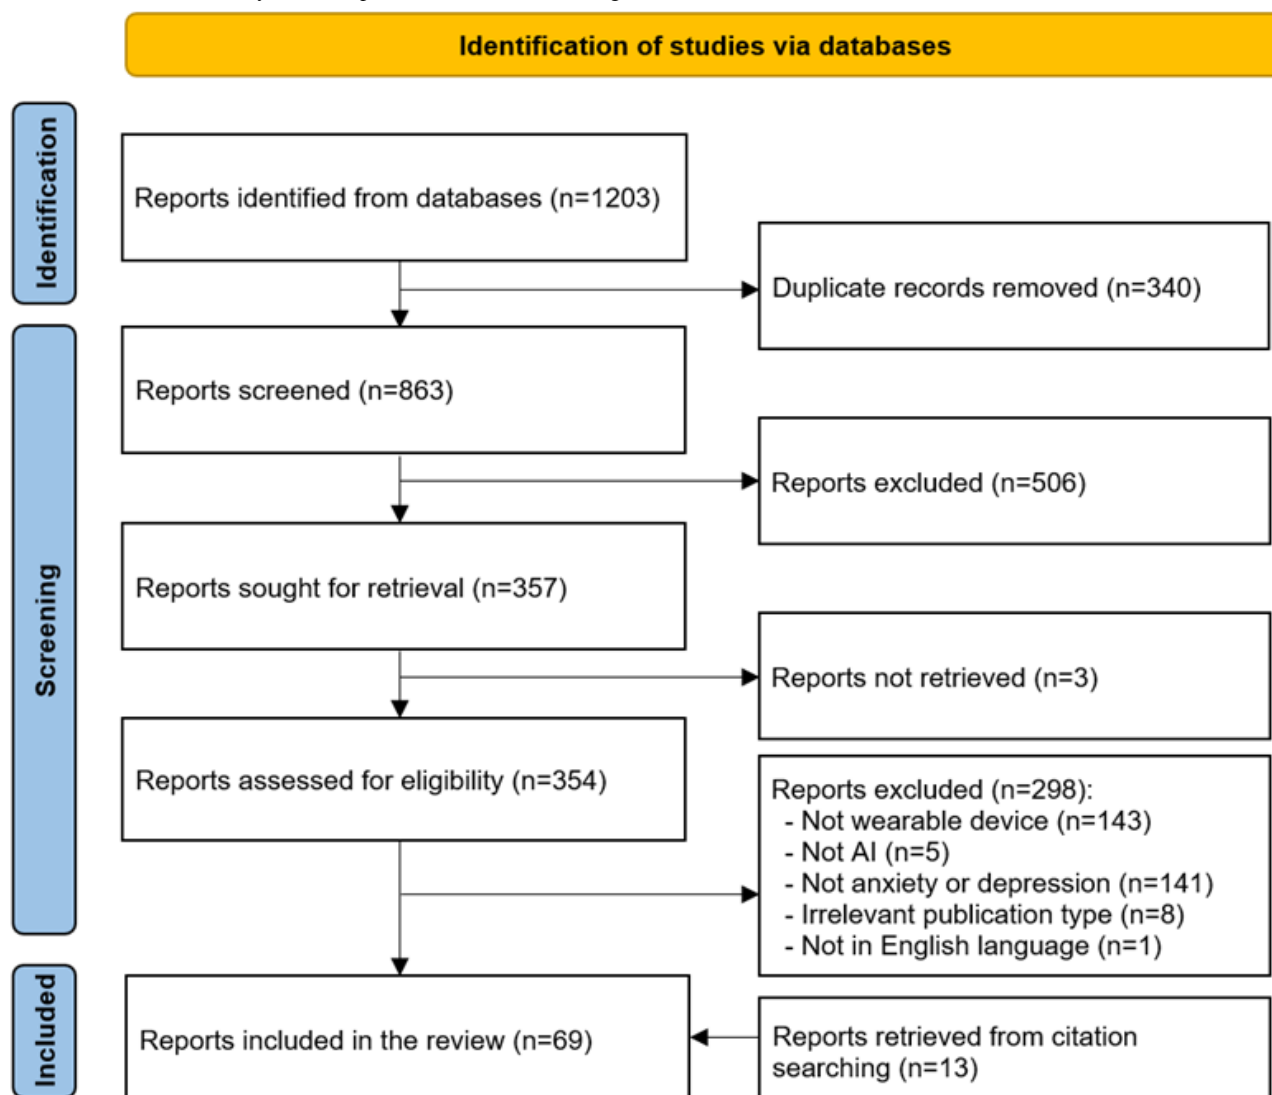 Identification of studies via databases
Identification
Reports identified from databases (n=1203)
Duplicate records removed (n=340)
Screening
Reports screened (n=863)
Reports excluded (n=506)
Reports sought for retrieval (n=357)
Reports not retrieved (n=3)
Reports assessed for eligibility (n=354)
Reports excluded (n=298):
- Not wearable device (n=143)
- Not AI (n=5)
- Not anxiety or depression (n=141)
- Irrelevant publication type (n=8)
- Not in English language (n=1)
Included
Reports included in the review (n=69)
Reports retrieved from citation
searching (n=13)